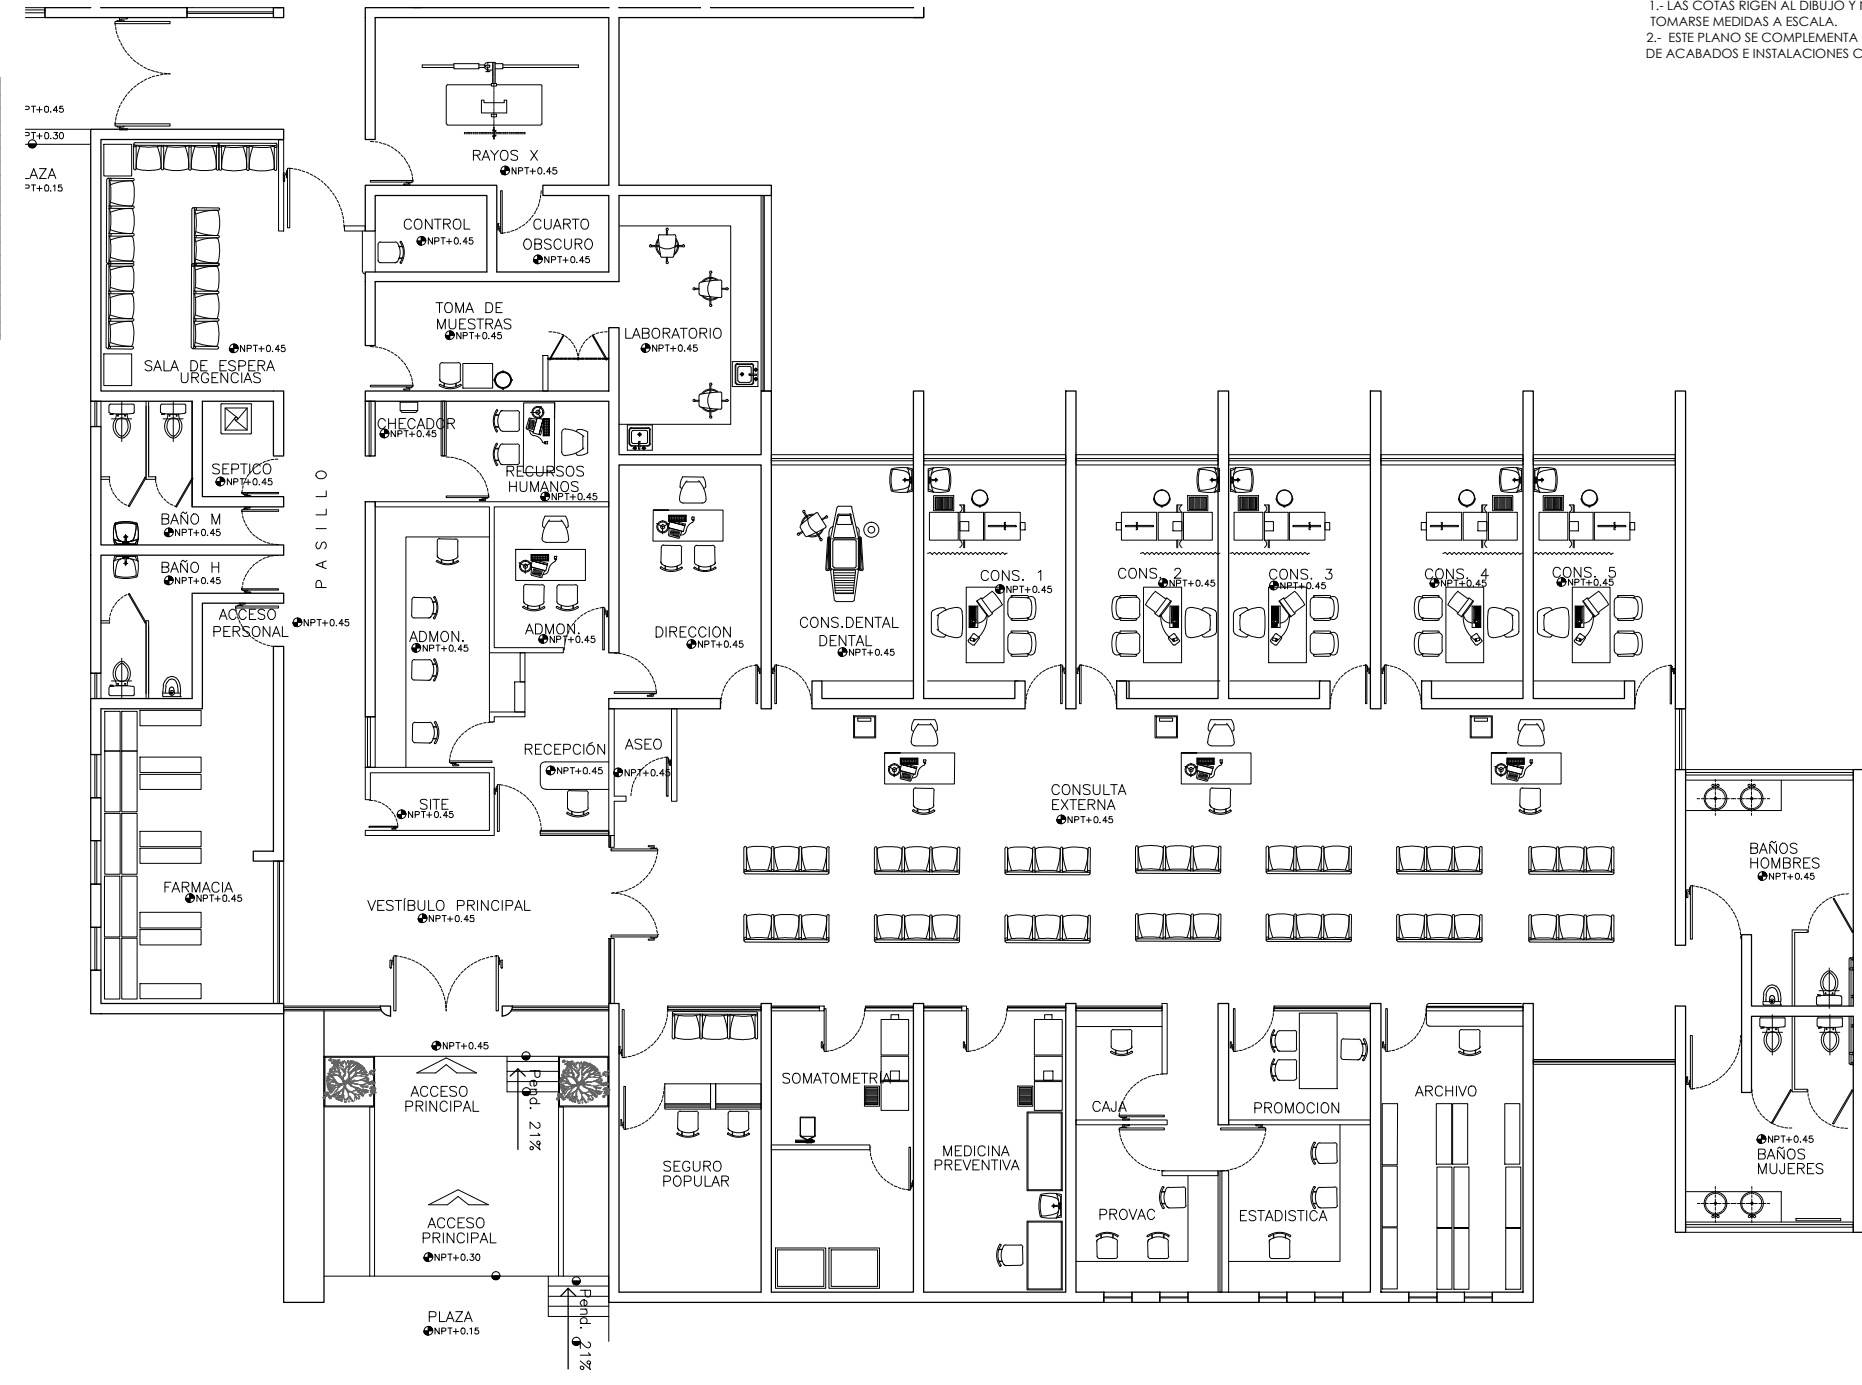 1.- LAS COTAS RIGEN AL DIBUJO Y
TOMARSE MEDIDAS A ESCALA.
2.- ESTE PLANO SE COMPLEMENTA
DE ACABADOS E INSTALACIONES C
PT+0.45
PT+0.30
LAZA
PT+0.15
RAYOS X
NPT+0.45
CONTROL
NPT+0.45
CUARTO
OBSCURO
NPT+0.45
TOMA DE
MUESTRAS
NPT+0.45
LABORATORIO
NPT+0.45
NPT+0.45
SALA DE ESPERA
URGENCIAS
CHECADOR
NPT+0.45
RECURSOS
HUMANOS
NPT+0.45
SEPTICO
NPT+0.45
PASILLO
BAÑO M
NPT+0.45
BAÑO H
NPT+0.45
ACCESO
PERSONAL
NPT+0.45
ADMON.
NPT+0.45
ADMON.
NPT+0.45
DIRECCION
NPT+0.45
CONS.DENTAL
DENTAL
NPT+0.45
CONS. 1
NPT+0.45
CONS. 2
NPT+0.45
CONS. 3
NPT+0.45
CONS. 4
NPT+0.45
CONS. 5
NPT+0.45
RECEPCIÓN
NPT+0.45
ASEO
NPT+0.45
SITE
NPT+0.45
CONSULTA
EXTERNA
NPT+0.45
BAÑOS
HOMBRES
NPT+0.45
FARMACIA
NPT+0.45
VESTÍBULO PRINCIPAL
NPT+0.45
NPT+0.45
ACCESO
PRINCIPAL
Pend. 21%
SOMATOMETRIA
CAJA
PROMOCION
ARCHIVO
SEGURO
POPULAR
MEDICINA
PREVENTIVA
NPT+0.45
BAÑOS
MUJERES
PROVAC
ESTADISTICA
ACCESO
PRINCIPAL
NPT+0.30
PLAZA
NPT+0.15
Pend. 21%